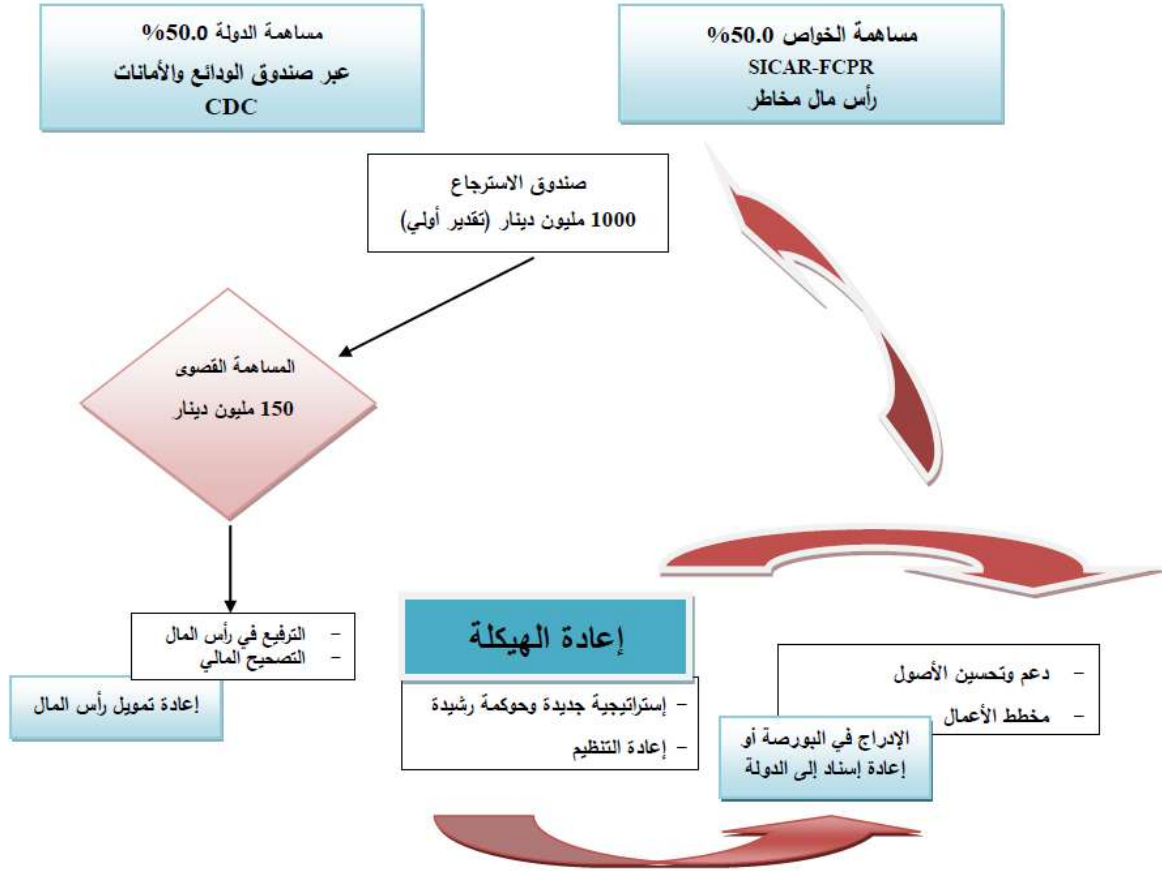 مساهمة الخواص 50.0%
SICAR-FCPR
رأس مال مخاطر
مساهمة الدولة 50.0%
عبر صندوق الودائع والأمانات
CDC
صندوق الاسترجاع
1000 مليون دينار (تقدير أولي)
المساهمة القصوى
150 مليون دينار
- الترفيع في رأس المال
- التصحيح المالي
إعادة تمويل رأس المال
إعادة الهيكلة
- إستراتيجية جديدة وحوكمة رشيدة
- إعادة التنظيم
- دعم وتحسين الأصول
- مخطط الأعمال
الإدراج في البورصة أو
إعادة إسناد إلى الدولة